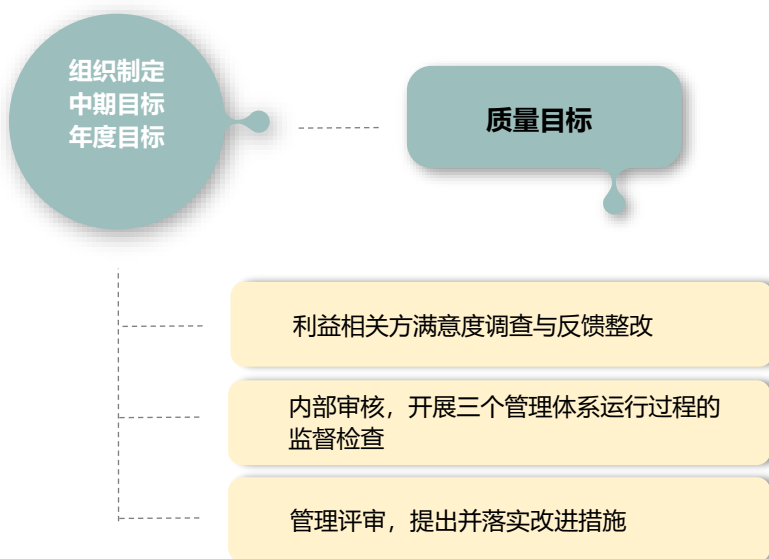 组织制定
中期目标
年度目标
质量目标
利益相关方满意度调查与反馈整改
内部审核，开展三个管理体系运行过程的
监督检查
管理评审，提出并落实改进措施